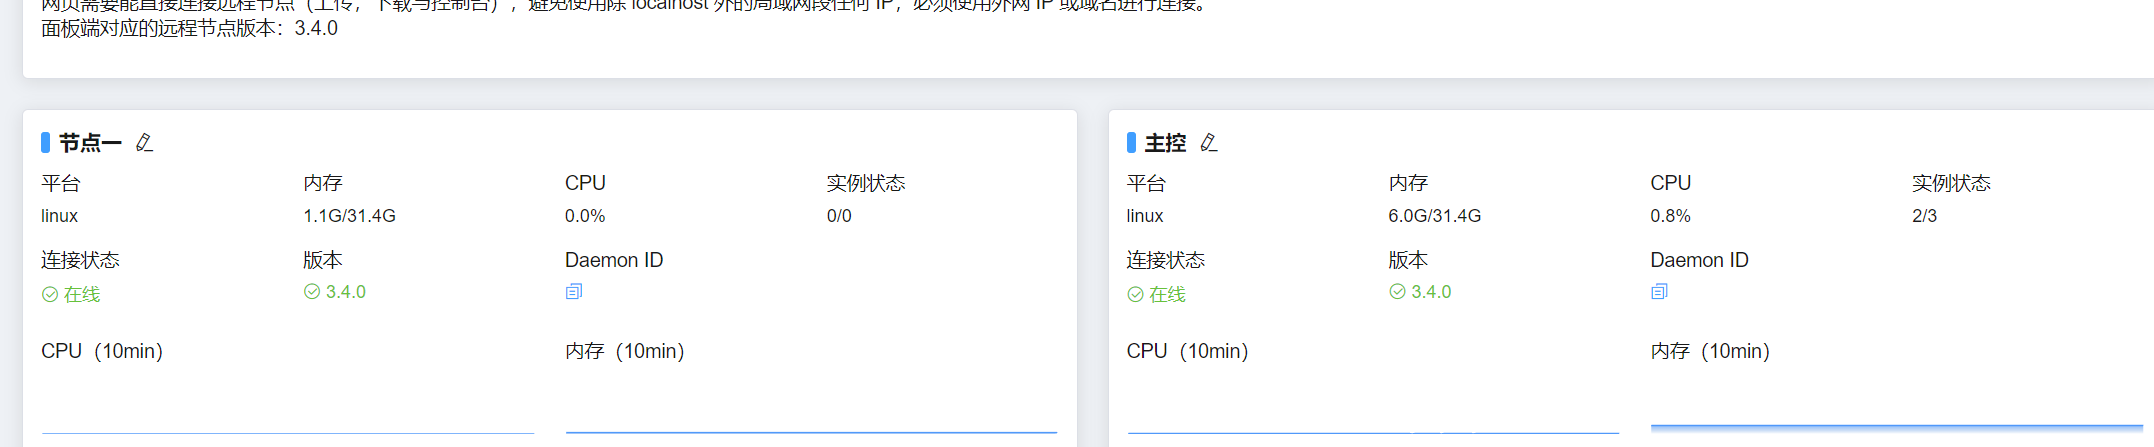 网页需要能直接连接远程节点（上传，下载与控制台），避免使用除 localhost 外的局域网段任何 IP，必须使用外网 IP 或域名进行连接。
面板端对应的远程节点版本：3.4.0
节点一
平台 内存 CPU 实例状态
linux 1.1G/31.4G 0.0% 0/0
连接状态 版本 Daemon ID
在线 3.4.0
CPU（10min） 内存（10min）
主控
平台 内存 CPU 实例状态
linux 6.0G/31.4G 0.8% 2/3
连接状态 版本 Daemon ID
在线 3.4.0
CPU（10min） 内存（10min）